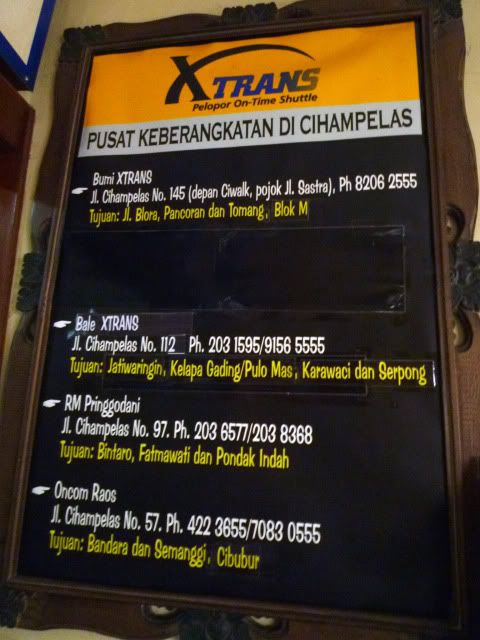 XTRANS
Pelopor On-Time Shuttle
PUSAT KEBERANGKATAN DI CIHAMPELAS
Bumi XTRANS
Jl. Cihampelas No. 145 (depan Ciwalk, pojok Jl. Sastra), Ph 8206 2555
Tujuan: Jl. Blora, Pancoran dan Tomang, Blok M
Bale XTRANS
Jl. Cihampelas No. 112 Ph. 203 1595/9156 5555
Tujuan: Jatiwaringin, Kelapa Gading/Pulo Mas, Karawaci dan Serpong
RM Pringgodani
Jl. Cihampelas No. 97. Ph. 203 6577/203 8368
Tujuan: Bintaro, Fatmawati dan Pondak Indah
Oncom Raos
Jl. Cihampelas No. 57. Ph. 422 3655/7083 0555
Tujuan: Bandara dan Semanggi, Cibubur